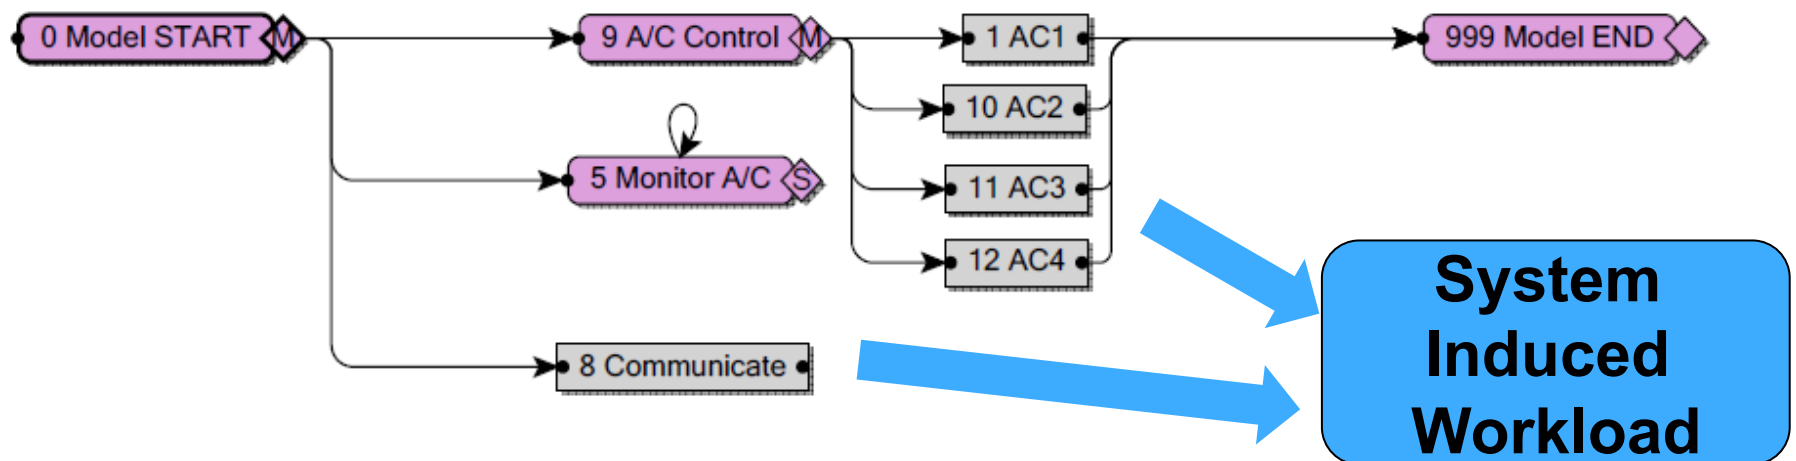 0 Model START M
9 A/C Control M
1 AC1
999 Model END
10 AC2
5 Monitor A/C S
11 AC3
12 AC4
8 Communicate
System
Induced
Workload